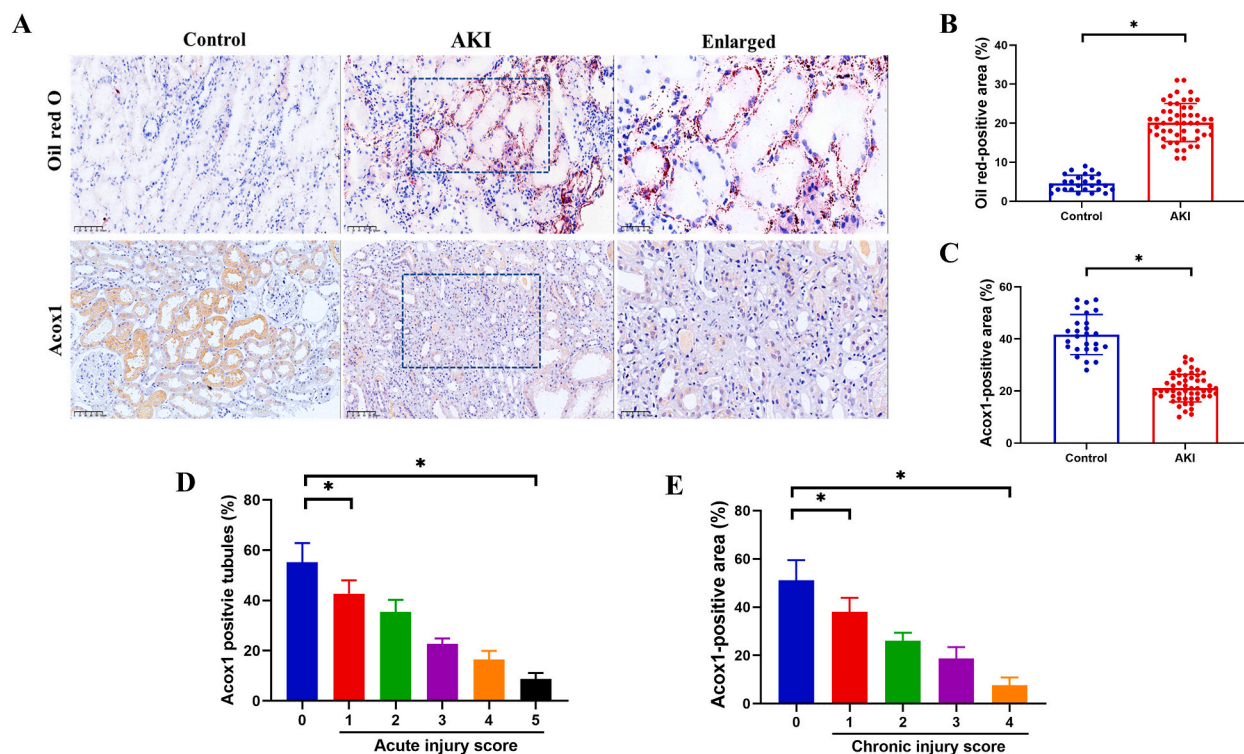 A
Control
AKI
Enlarged
Oil red O
Acox1
B
*
Oil red-positive area (%)
40
30
20
10
0
Control
AKI
C
*
Acox1-positive area (%)
60
40
20
0
Control
AKI
D
*
*
Acox1 positvie tubules (%)
80
60
40
20
0
0 1 2 3 4 5
Acute injury score
E
*
*
Acox1-positive area (%)
80
60
40
20
0
0 1 2 3 4
Chronic injury score